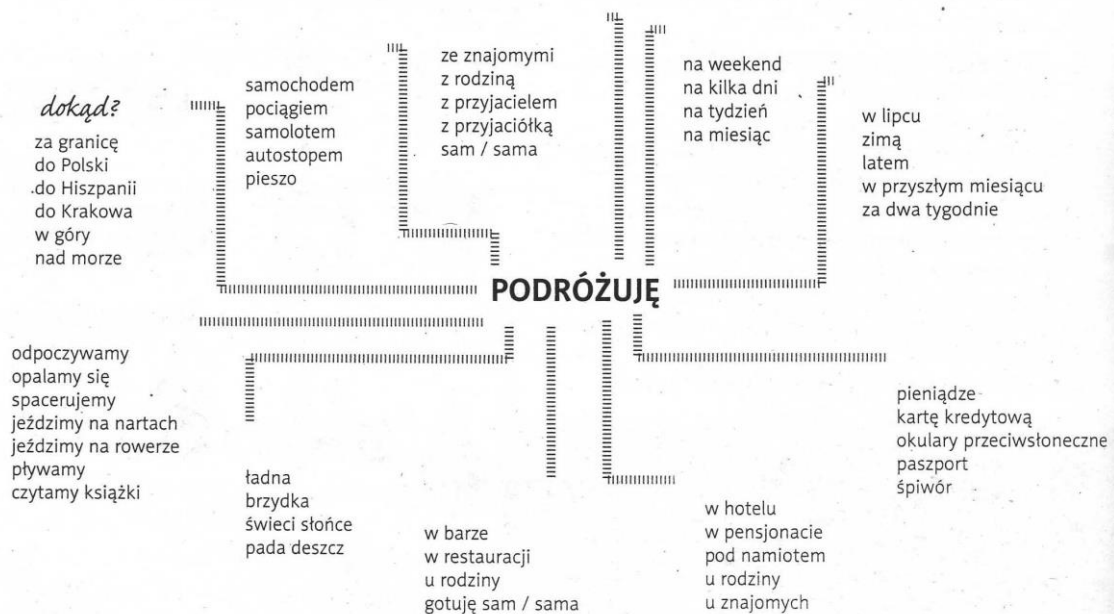 dokąd?
za granicę
do Polski
do Hiszpanii
do Krakowa
w góry
nad morze
samochodem
pociągiem
samolotem
autostopem
pieszo
ze znajomymi
z rodziną
z przyjacielem
z przyjaciółką
sam / sama
na weekend
na kilka dni
na tydzień
na miesiąc
w lipcu
zimą
latem
w przyszłym miesiącu
za dwa tygodnie
PODRÓŻUJĘ
odpoczywamy
opalamy się
spacerujemy
jeździmy na nartach
jeździmy na rowerze
pływamy
czytamy książki
ładna
brzydka
świeci słońce
pada deszcz
w barze
w restauracji
u rodziny
gotuję sam / sama
w hotelu
w pensjonacie
pod namiotem
u rodziny
u znajomych
pieniądze
kartę kredytową
okulary przeciwsłoneczne
paszport
śpiwór